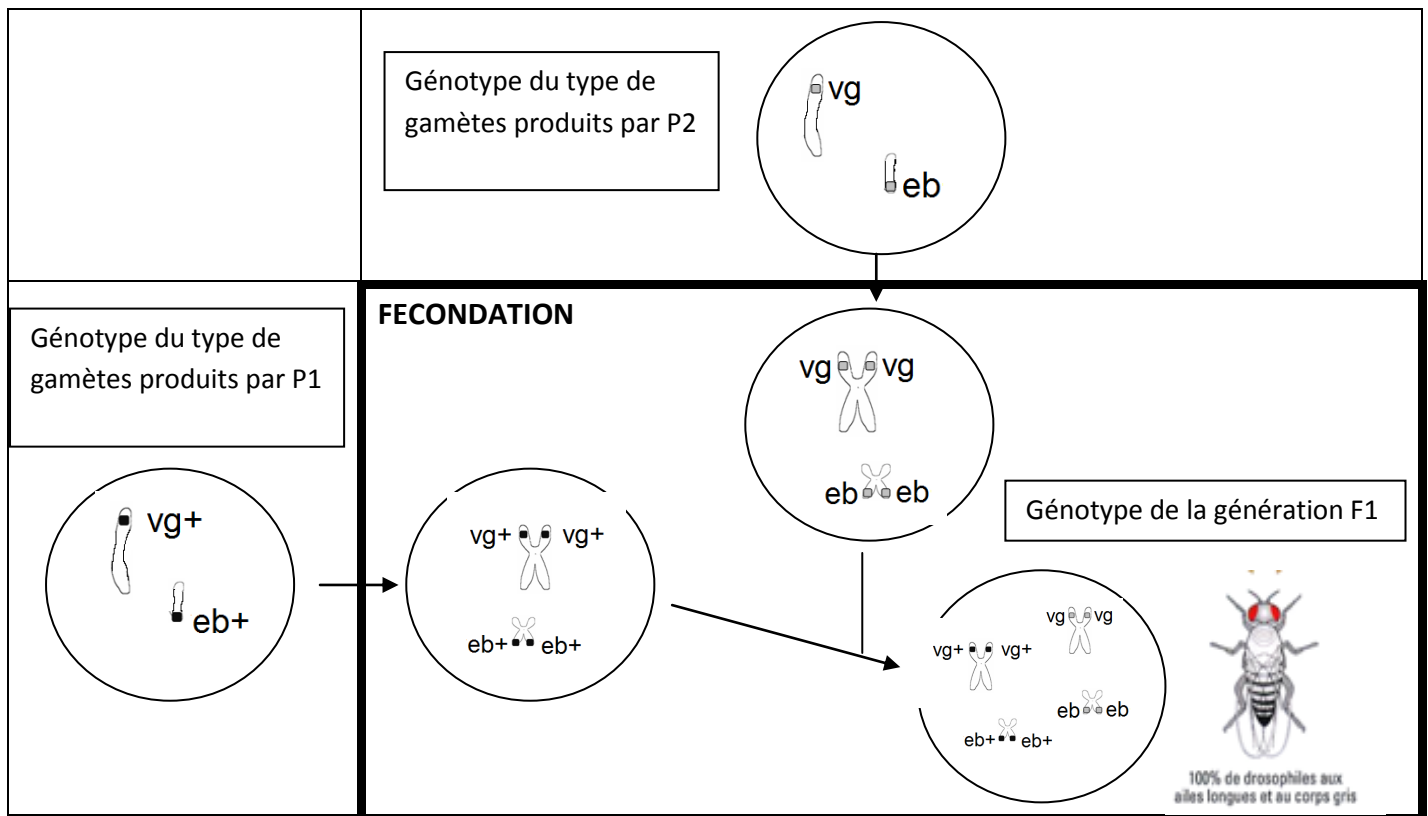 Génotype du type de
gamètes produits par P2
vg
eb
FECONDATION
Génotype du type de
gamètes produits par P1
vg vg
eb eb
Génotype de la génération F1
vg+
eb+
vg+ vg+
eb+ eb+
vg vg
vg+ vg+
eb eb
eb+ eb+
100% de drosophiles aux
ailes longues et au corps gris